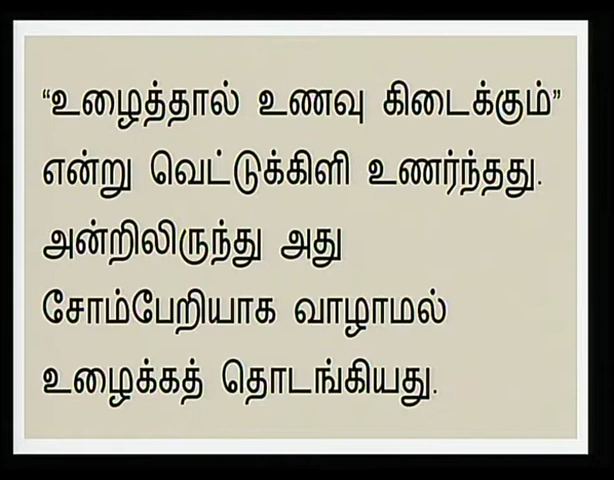 “உழைத்தால் உணவு கிடைக்கும்”
என்று வெட்டுக்கிளி உணர்ந்தது.
அன்றிலிருந்து அது
சோம்பேறியாக வாழாமல்
உழைக்கத் தொடங்கியது.